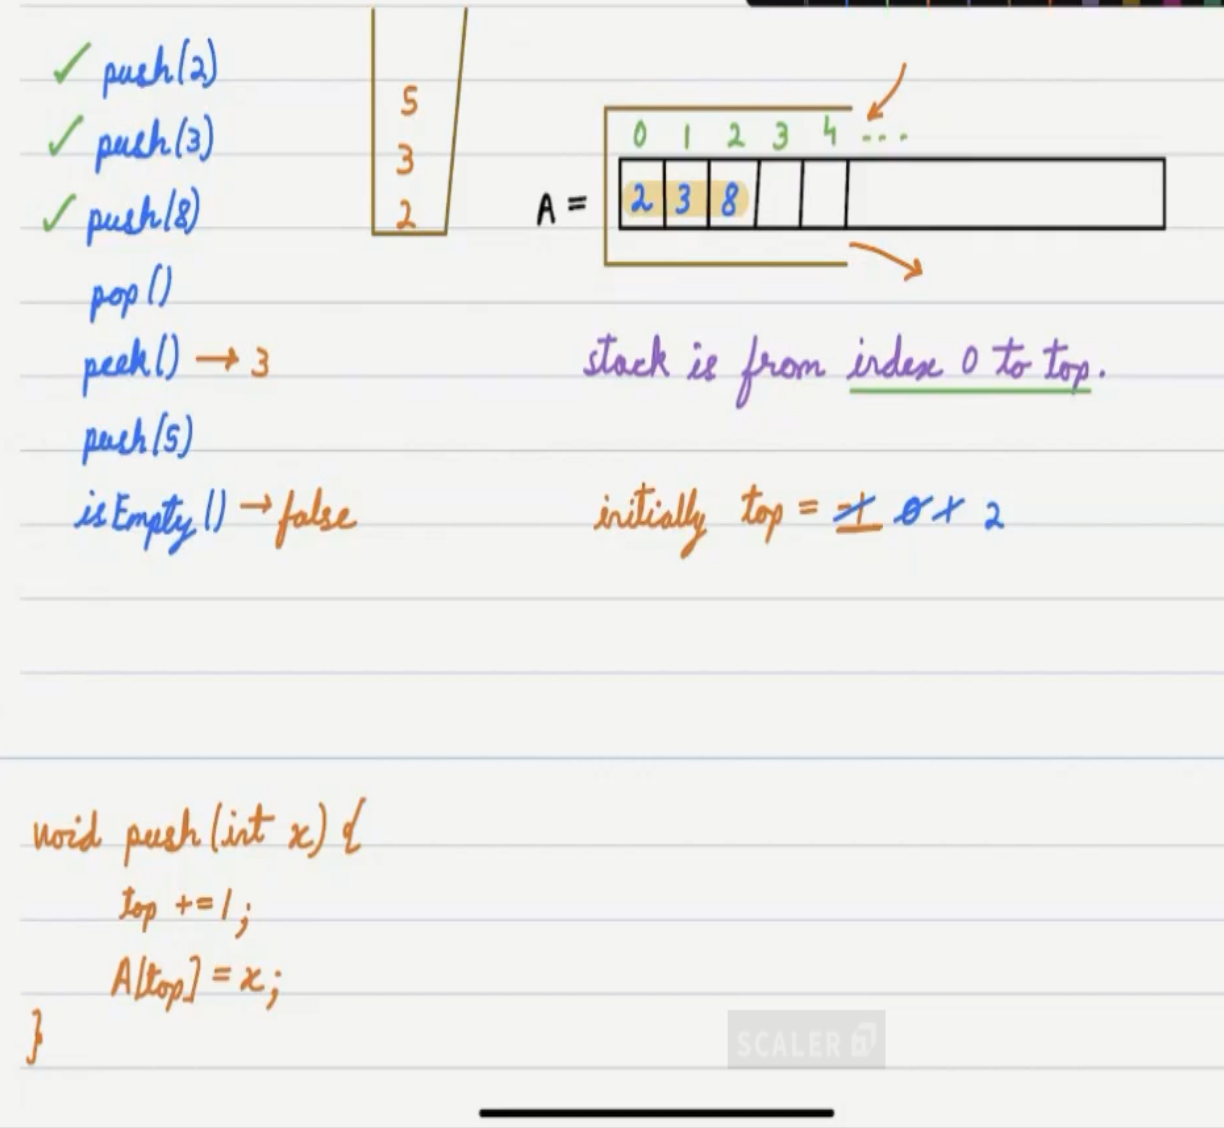 ✓ push(2)
✓ push(3)
✓ push(8)
pop()
peek() → 3
push(5)
isEmpty() → false
5
3
2
0 1 2 3 4 ...
A = 2 3 8
stack is from index 0 to top.
initially top = -1 0 1 2
void push(int x) {
top += 1;
A[top] = x;
}
SCALER